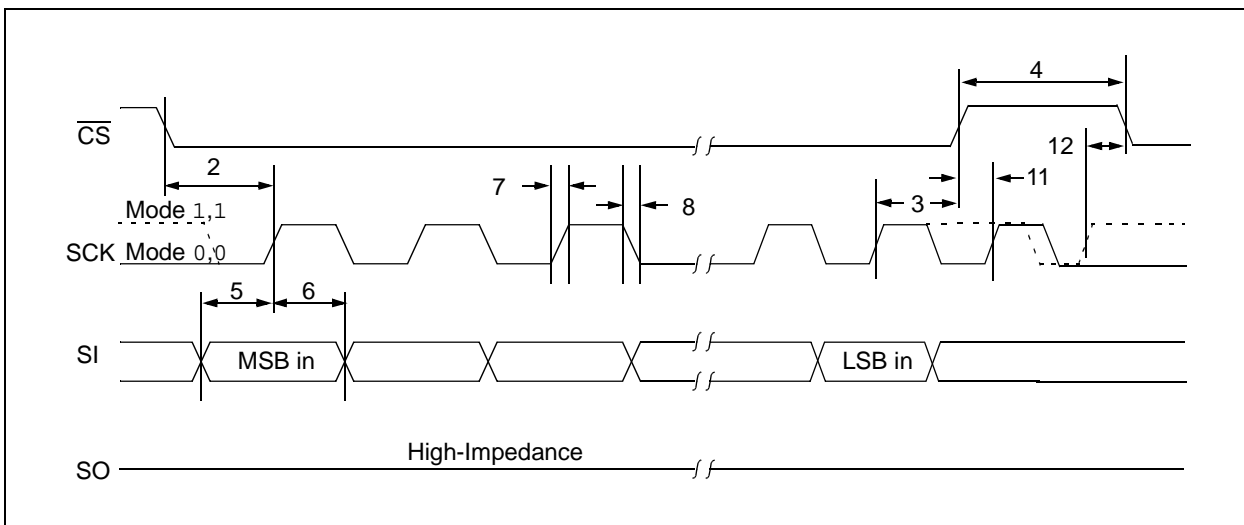 4
CS
12
2
7
8
3
11
Mode 1,1
SCK Mode 0,0
5
6
SI
MSB in
LSB in
High-Impedance
SO